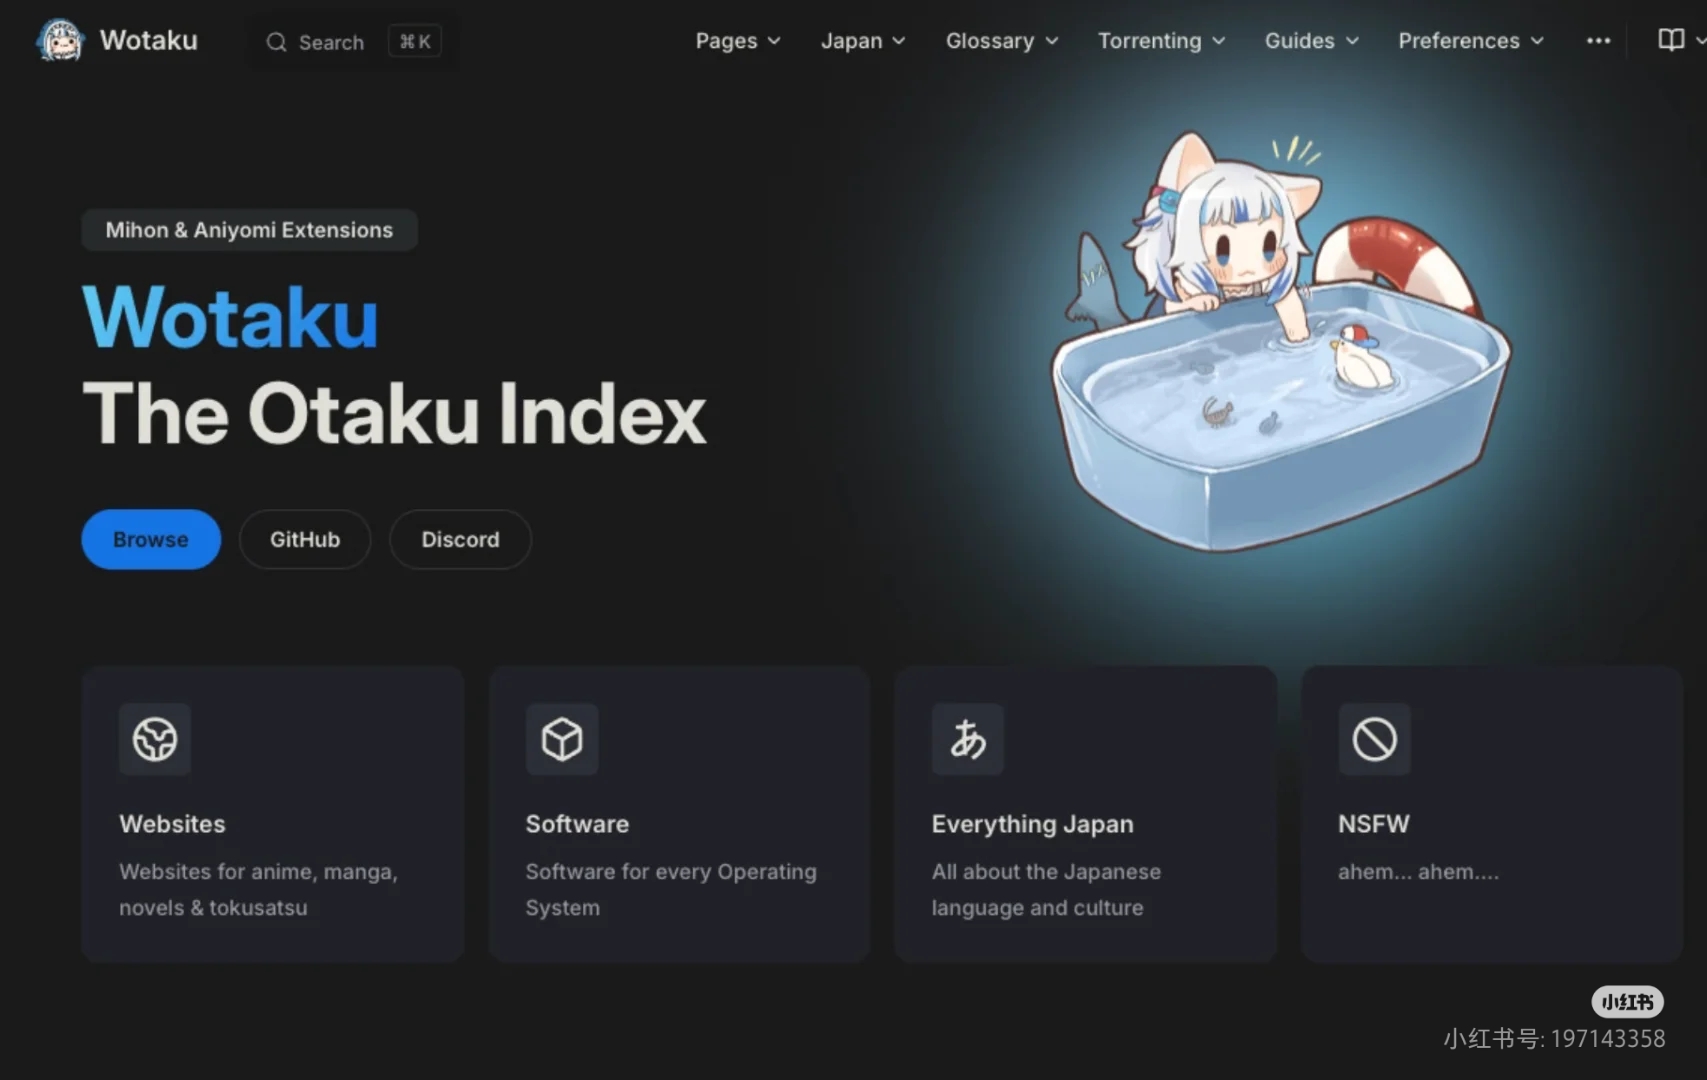 Wotaku
Search
⌘ K
Pages
Japan
Glossary
Torrenting
Guides
Preferences
Mihon & Aniyomi Extensions
Wotaku
The Otaku Index
Browse
GitHub
Discord
あ
Websites
Websites for anime, manga,
novels & tokusatsu
Software
Software for every Operating
System
Everything Japan
All about the Japanese
language and culture
NSFW
ahem... ahem....
小红书
小红书号: 197143358